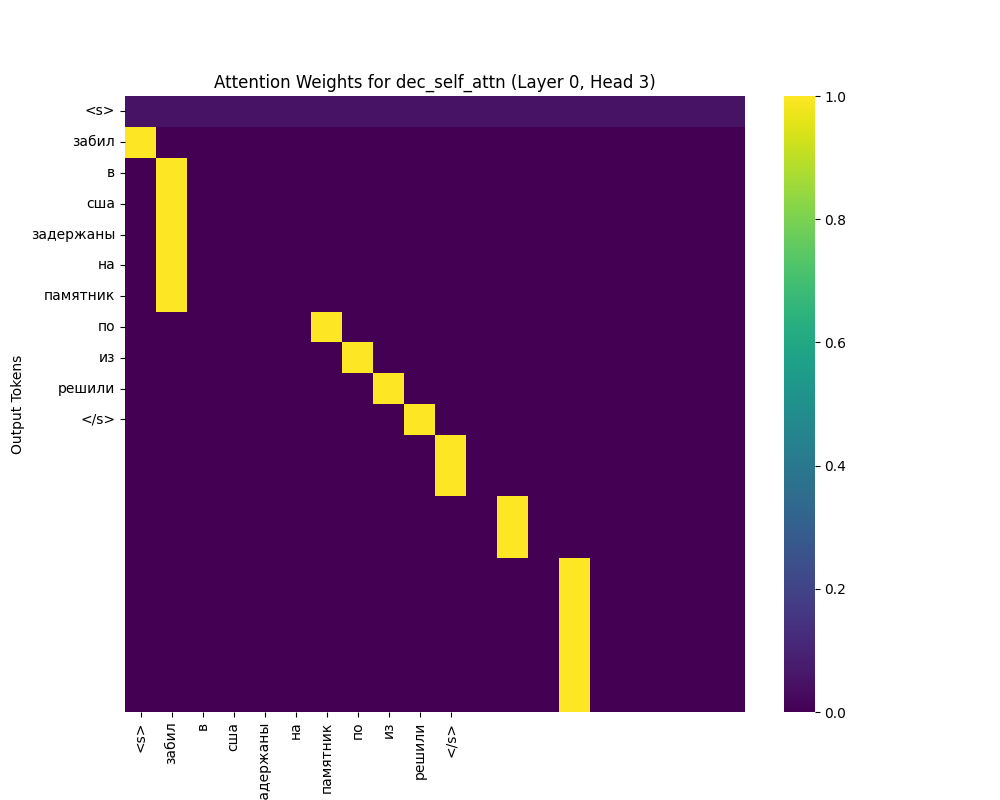 Attention Weights for dec_self_attn (Layer 0, Head 3)
Output Tokens
<s>
забил
в
сша
задержаны
на
памятник
по
из
решили
</s>
<s>
забил
в
сша
адержаны
на
памятник
по
из
решили
</s>
1.0
0.8
0.6
0.4
0.2
0.0